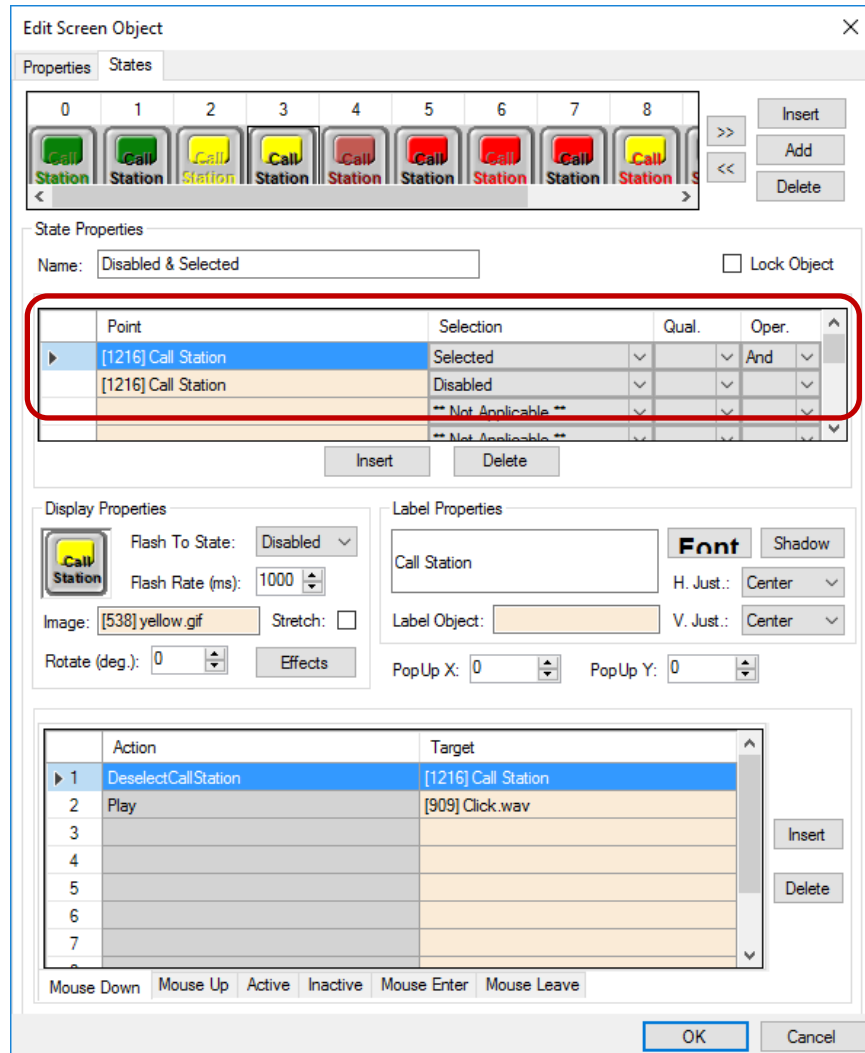 Edit Screen Object
Properties States
0 1 2 3 4 5 6 7 8
Call Call Call Call Call Call Call Call Call
Station Station Station Station Station Station Station Station Station S
>>
<<
Insert
Add
Delete
State Properties
Name: Disabled & Selected Lock Object
Point Selection Qual. Oper.
[1216] Call Station Selected And
[1216] Call Station Disabled
** Not Applicable **
** Not Applicable **
Insert Delete
Display Properties
Call
Station
Flash To State: Disabled
Flash Rate (ms): 1000
Image: [538] yellow.gif Stretch:
Rotate (deg.): 0 Effects
Label Properties
Call Station
Font Shadow
H. Just.: Center
Label Object: V. Just.: Center
PopUp X: 0 PopUp Y: 0
Action Target
1 DeselectCallStation [1216] Call Station
2 Play [909] Click.wav
3
4
5
6
7
Insert
Delete
Mouse Down Mouse Up Active Inactive Mouse Enter Mouse Leave
OK Cancel